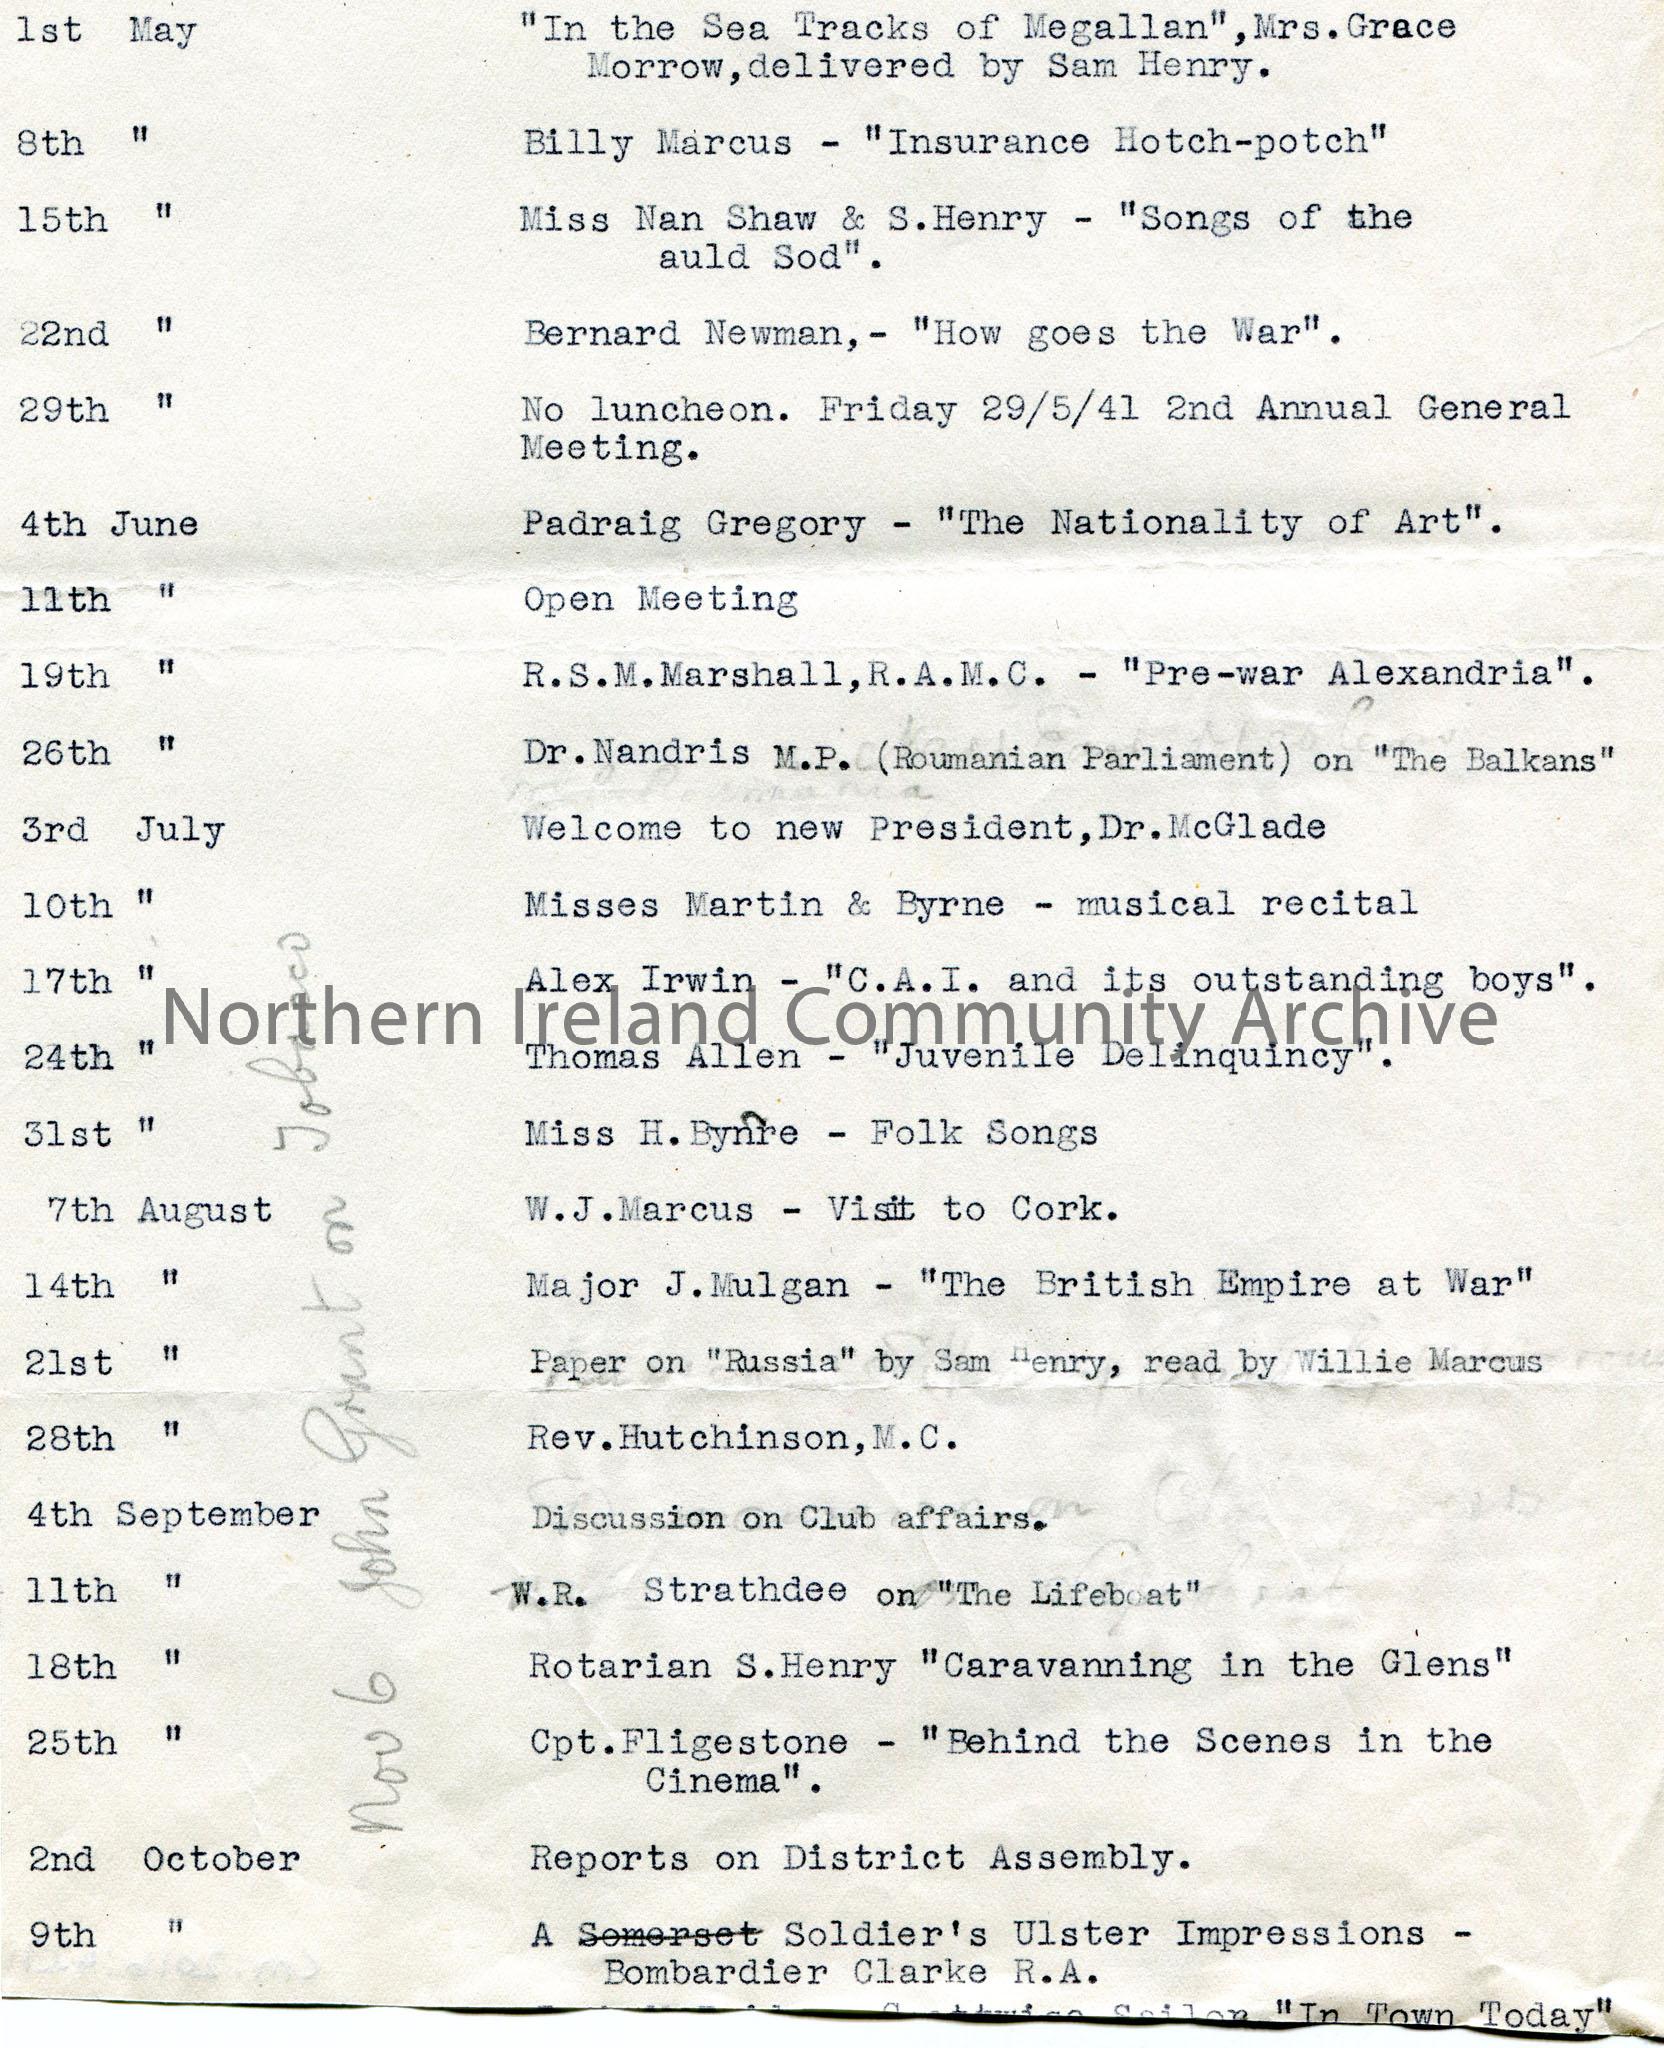 1st May "In the Sea Tracks of Megallan",Mrs.Grace
Morrow,delivered by Sam Henry.
8th " Billy Marcus - "Insurance Hotch-potch"
15th " Miss Nan Shaw & S.Henry - "Songs of the
auld Sod".
22nd " Bernard Newman,- "How goes the War".
29th " No luncheon. Friday 29/5/41 2nd Annual General
Meeting.
4th June Padraig Gregory - "The Nationality of Art".
11th " Open Meeting
19th " R.S.M.Marshall,R.A.M.C. - "Pre-war Alexandria".
26th " Dr.Nandris M.P. (Roumanian Parliament) on "The Balkans"
3rd July Welcome to new President,Dr.McGlade
10th " Misses Martin & Byrne - musical recital
17th " Alex Irwin - "C.A.I. and its outstanding boys".
Northern Ireland Community Archive
24th " Thomas Allen - "Juvenile Delinquincy".
31st " Miss H.Bynre - Folk Songs
7th August W.J.Marcus - Visit to Cork.
14th " Major J.Mulgan - "The British Empire at War"
21st " Paper on "Russia" by Sam Henry, read by Willie Marcus
28th " Rev.Hutchinson,M.C.
4th September Discussion on Club affairs.
11th " W.R. Strathdee on "The Lifeboat"
18th " Rotarian S.Henry "Caravanning in the Glens"
25th " Cpt.Fligestone - "Behind the Scenes in the
Cinema".
2nd October Reports on District Assembly.
9th " A Somerset Soldier's Ulster Impressions -
Bombardier Clarke R.A.
Sailor "In Town Today"
Nov 6 John Grant on Tobacco